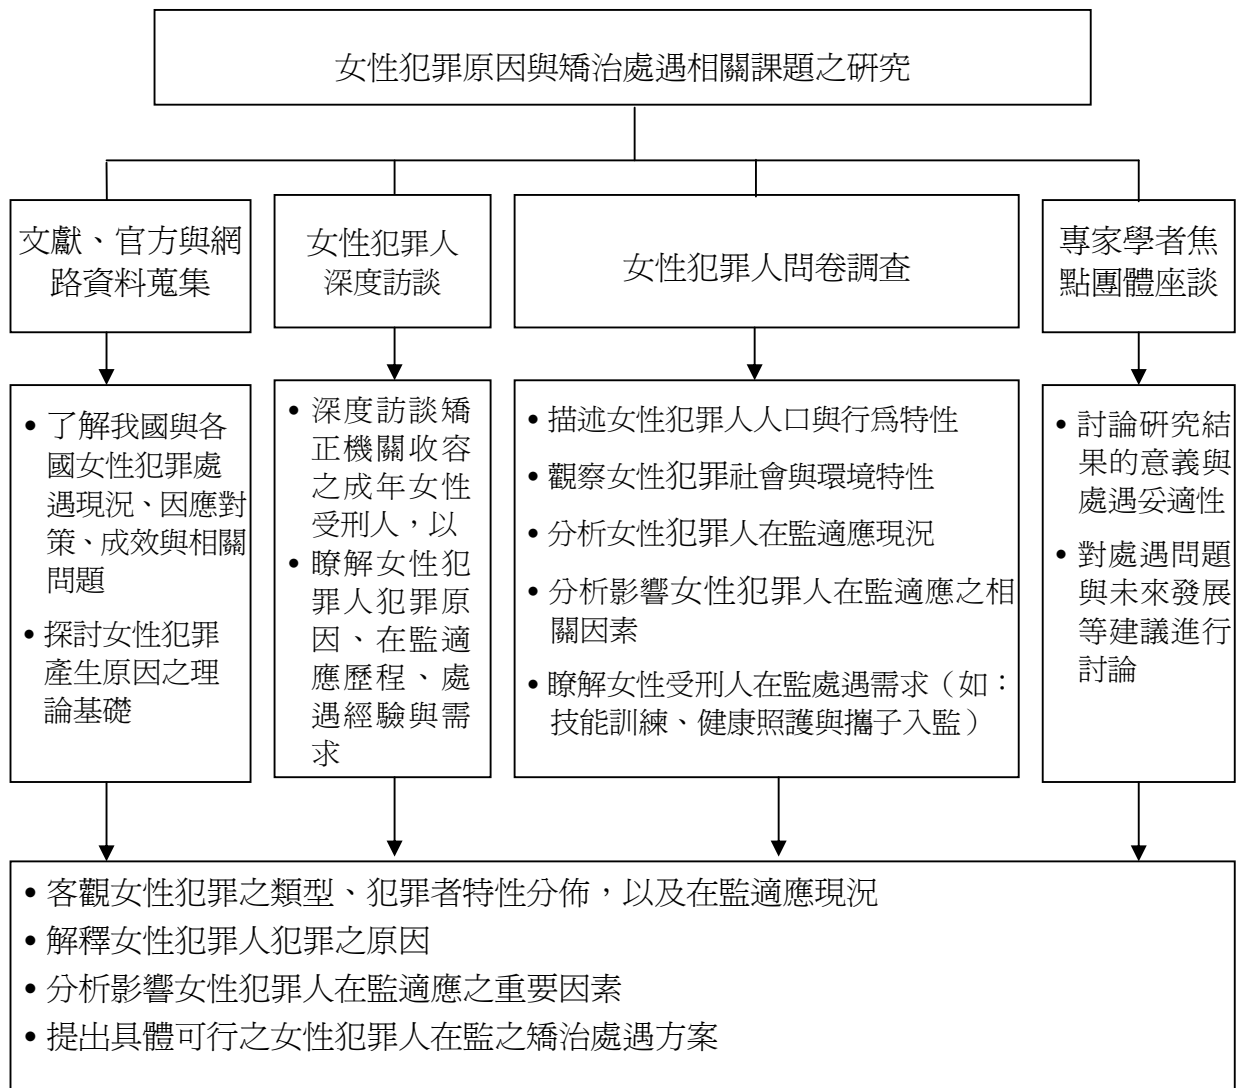 女性犯罪原因與矯治處遇相關課題之研究
文獻、官方與網
路資料蒐集
女性犯罪人
深度訪談
女性犯罪人問卷調查
專家學者焦
點團體座談
• 了解我國與各
國女性犯罪處
遇現況、因應對
策、成效與相關
問題
• 探討女性犯罪
產生原因之理
論基礎
• 深度訪談矯
正機關收容
之成年女性
受刑人，以
• 瞭解女性犯
罪人犯罪原
因、在監適
應歷程、處
遇經驗與需
求
• 描述女性犯罪人人口與行為特性
• 觀察女性犯罪社會與環境特性
• 分析女性犯罪人在監適應現況
• 分析影響女性犯罪人在監適應之相
關因素
• 瞭解女性受刑人在監處遇需求（如：
技能訓練、健康照護與攜子入監）
• 討論研究結
果的意義與
處遇妥適性
• 對處遇問題
與未來發展
等建議進行
討論
• 客觀女性犯罪之類型、犯罪者特性分佈，以及在監適應現況
• 解釋女性犯罪人犯罪之原因
• 分析影響女性犯罪人在監適應之重要因素
• 提出具體可行之女性犯罪人在監之矯治處遇方案